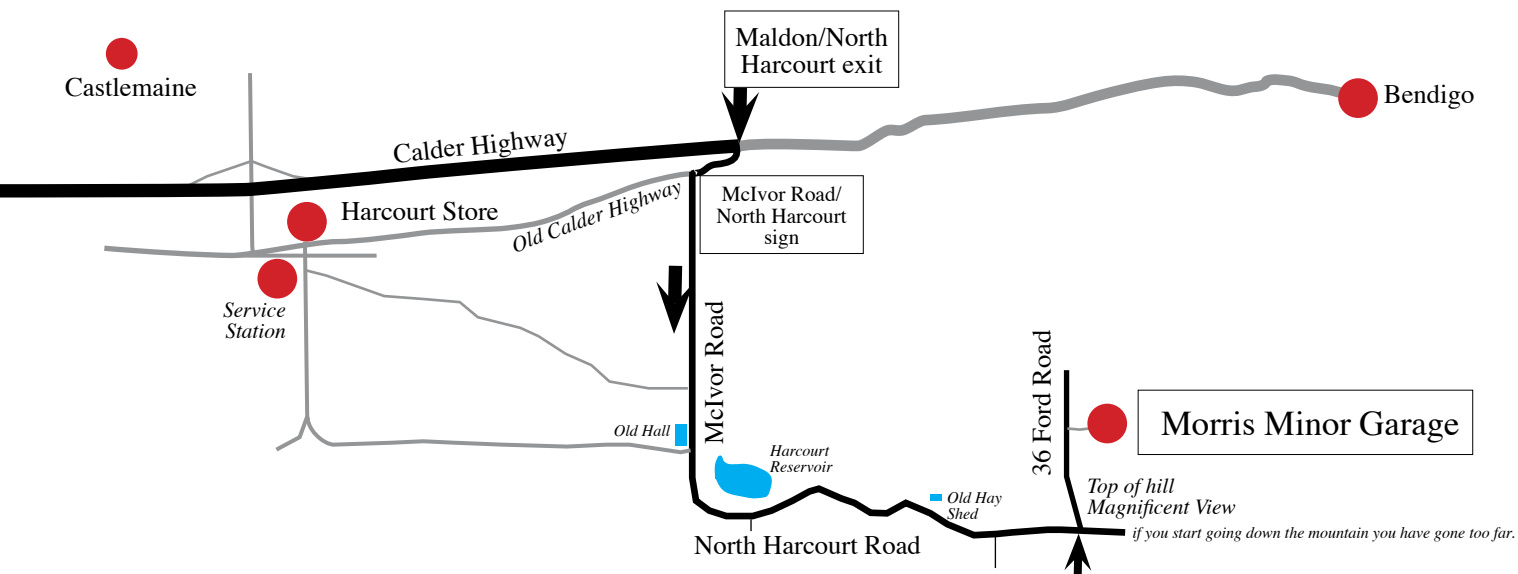 Maldon/North
Harcourt exit
Castlemaine
Bendigo
Calder Highway
Harcourt Store
Old Calder Highway
McIvor Road/
North Harcourt
sign
Service
Station
McIvor Road
36 Ford Road
Morris Minor Garage
Old Hall
Harcourt
Reservoir
Top of hill
Magnificent View
Old Hay
Shed
if you start going down the mountain you have gone too far.
North Harcourt Road